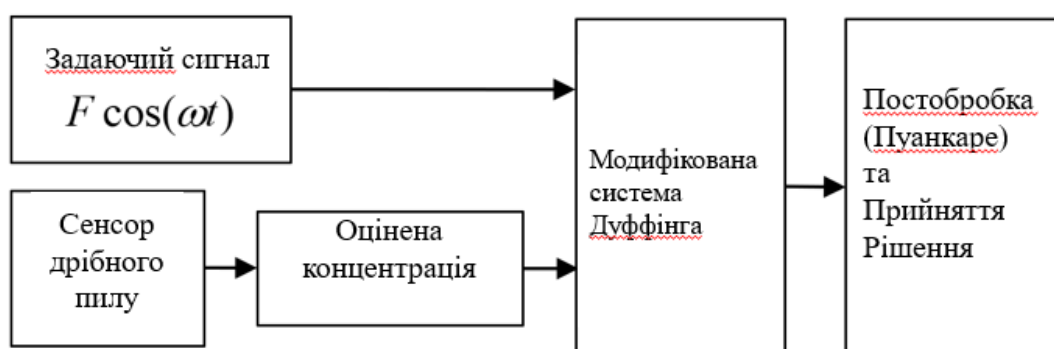 Задаючий сигнал
F cos(ωt)
Сенсор
дрібного
пилу
Оцінена
концентрація
Модифікована
система
Дуффінга
Постобробка
(Пуанкаре)
та
Прийняття
Рішення